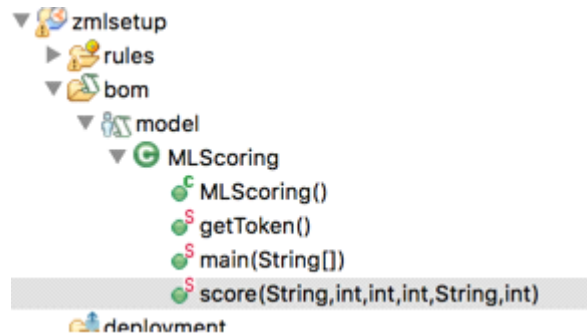 zmlsetup
rules
bom
model
MLScoring
MLScoring()
getToken()
main(String[])
score(String,int,int,int,String,int)
deployment